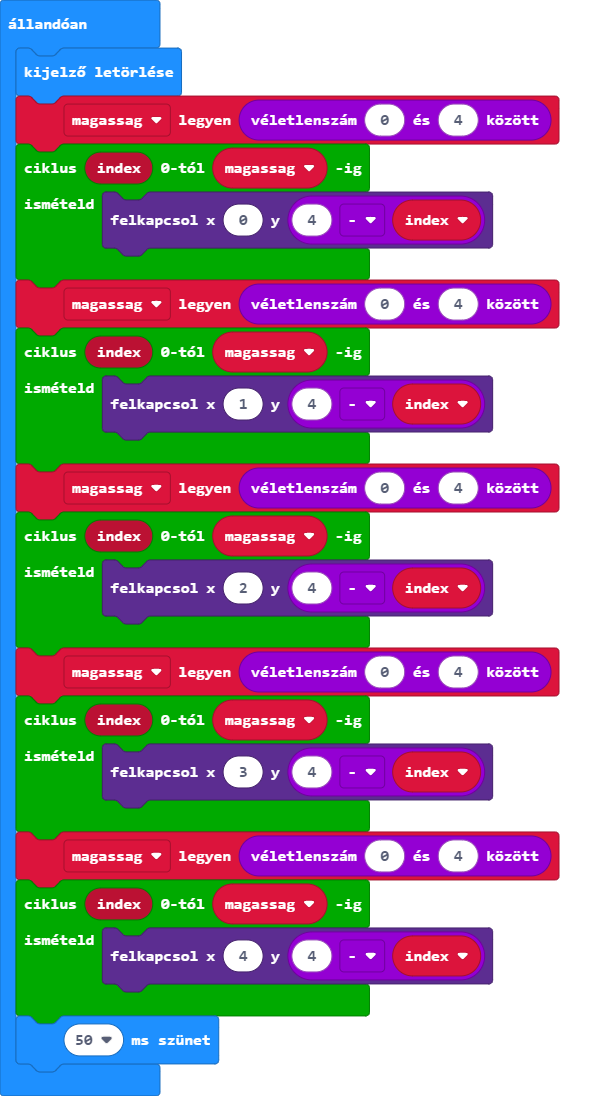 állandóan
kijelző letörlése
magassag legyen véletlenszám 0 és 4 között
ciklus index 0-tól magassag -ig
ismételd
felkapcsol x 0 y 4 - index
magassag legyen véletlenszám 0 és 4 között
ciklus index 0-tól magassag -ig
ismételd
felkapcsol x 1 y 4 - index
magassag legyen véletlenszám 0 és 4 között
ciklus index 0-tól magassag -ig
ismételd
felkapcsol x 2 y 4 - index
magassag legyen véletlenszám 0 és 4 között
ciklus index 0-tól magassag -ig
ismételd
felkapcsol x 3 y 4 - index
magassag legyen véletlenszám 0 és 4 között
ciklus index 0-tól magassag -ig
ismételd
felkapcsol x 4 y 4 - index
50 ms szünet